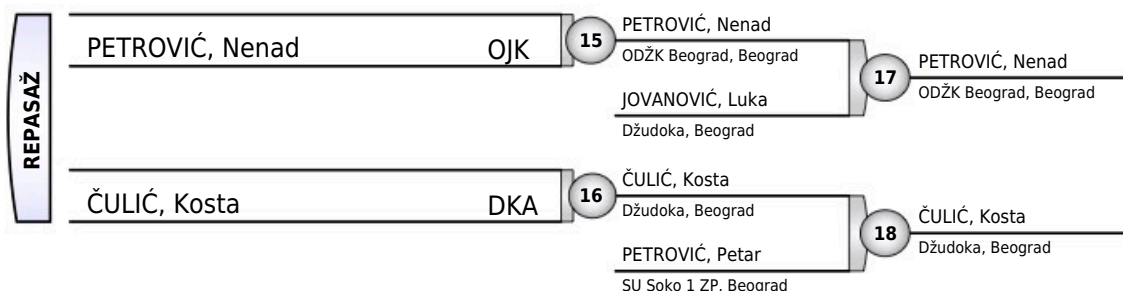 REPASAŽ
PETROVIĆ, Nenad OJK
15
PETROVIĆ, Nenad
ODŽK Beograd, Beograd
JOVANOVIĆ, Luka
Džudoka, Beograd
17
PETROVIĆ, Nenad
ODŽK Beograd, Beograd
ČULIĆ, Kosta DKA
16
ČULIĆ, Kosta
Džudoka, Beograd
PETROVIĆ, Petar
SU Soko 1 ZP, Beograd
18
ČULIĆ, Kosta
Džudoka, Beograd